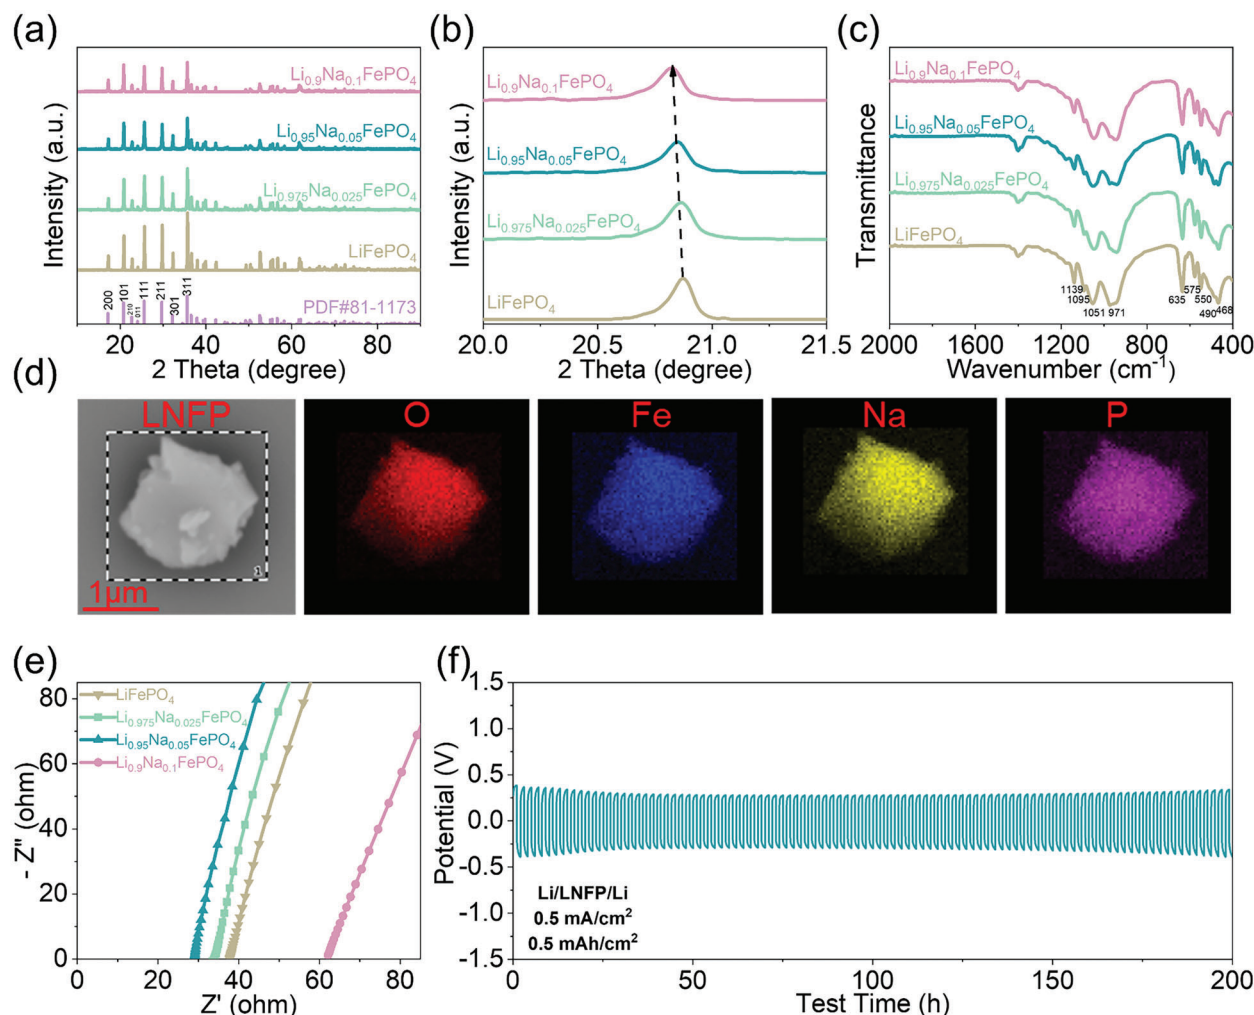 (a)
Li0.9Na0.1FePO4
Li0.95Na0.05FePO4
Li0.975Na0.025FePO4
LiFePO4
PDF#81-1173
200
101
210
011
111
211
301
311
Intensity (a.u.)
20 40 60 80
2 Theta (degree)
(b)
Li0.9Na0.1FePO4
Li0.95Na0.05FePO4
Li0.975Na0.025FePO4
LiFePO4
Intensity (a.u.)
20.0 20.5 21.0 21.5
2 Theta (degree)
(c)
Li0.9Na0.1FePO4
Li0.95Na0.05FePO4
Li0.975Na0.025FePO4
LiFePO4
1139
1095
1051
971
635
575
550
490
468
Transmittance
2000 1600 1200 800 400
Wavenumber (cm-1)
(d)
LNFP
1
1μm
O
Fe
Na
P
(e)
LiFePO4
Li0.975Na0.025FePO4
Li0.95Na0.05FePO4
Li0.9Na0.1FePO4
- Z'' (ohm)
80
60
40
20
0
0 20 40 60 80
Z' (ohm)
(f)
Potential (V)
1.5
1.0
0.5
0.0
-0.5
-1.0
-1.5
Li/LNFP/Li
0.5 mA/cm2
0.5 mAh/cm2
0 50 100 150 200
Test Time (h)